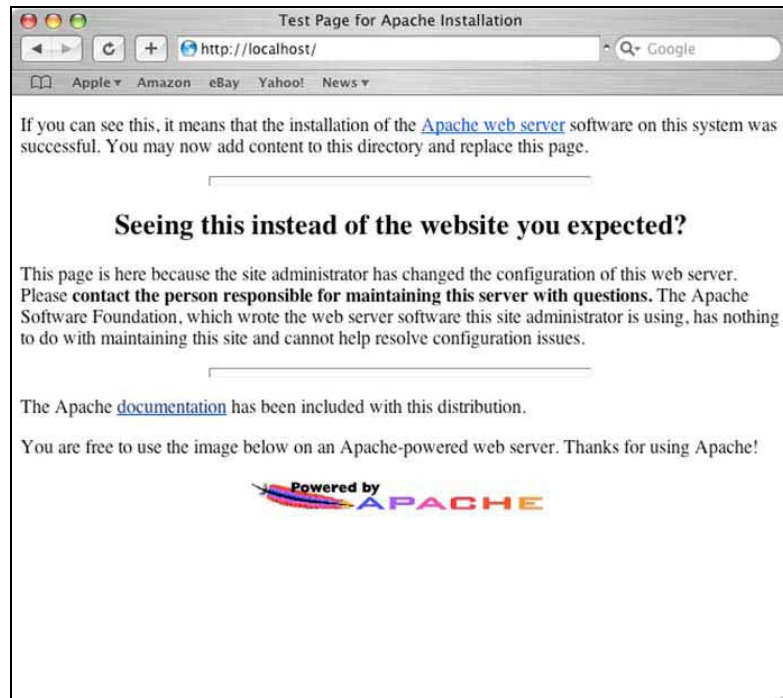 Test Page for Apache Installation
http://localhost/
Google
Apple Amazon eBay Yahoo! News
If you can see this, it means that the installation of the Apache web server software on this system was
successful. You may now add content to this directory and replace this page.
Seeing this instead of the website you expected?
This page is here because the site administrator has changed the configuration of this web server.
Please contact the person responsible for maintaining this server with questions. The Apache
Software Foundation, which wrote the web server software this site administrator is using, has nothing
to do with maintaining this site and cannot help resolve configuration issues.
The Apache documentation has been included with this distribution.
You are free to use the image below on an Apache-powered web server. Thanks for using Apache!
Powered by
APACHE